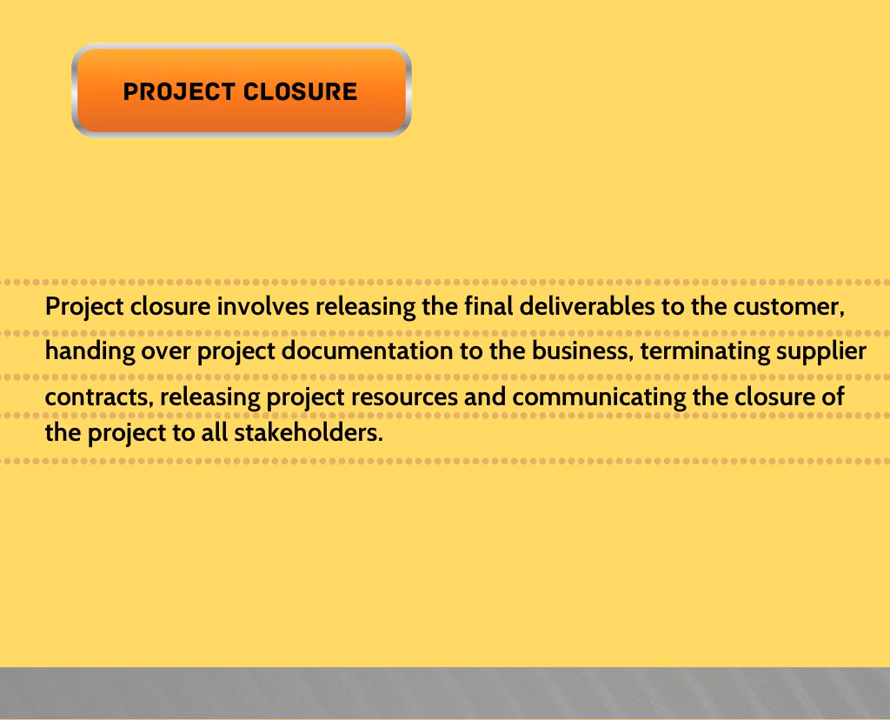 PROJECT CLOSURE
Project closure involves releasing the final deliverables to the customer,
handing over project documentation to the business, terminating supplier
contracts, releasing project resources and communicating the closure of
the project to all stakeholders.